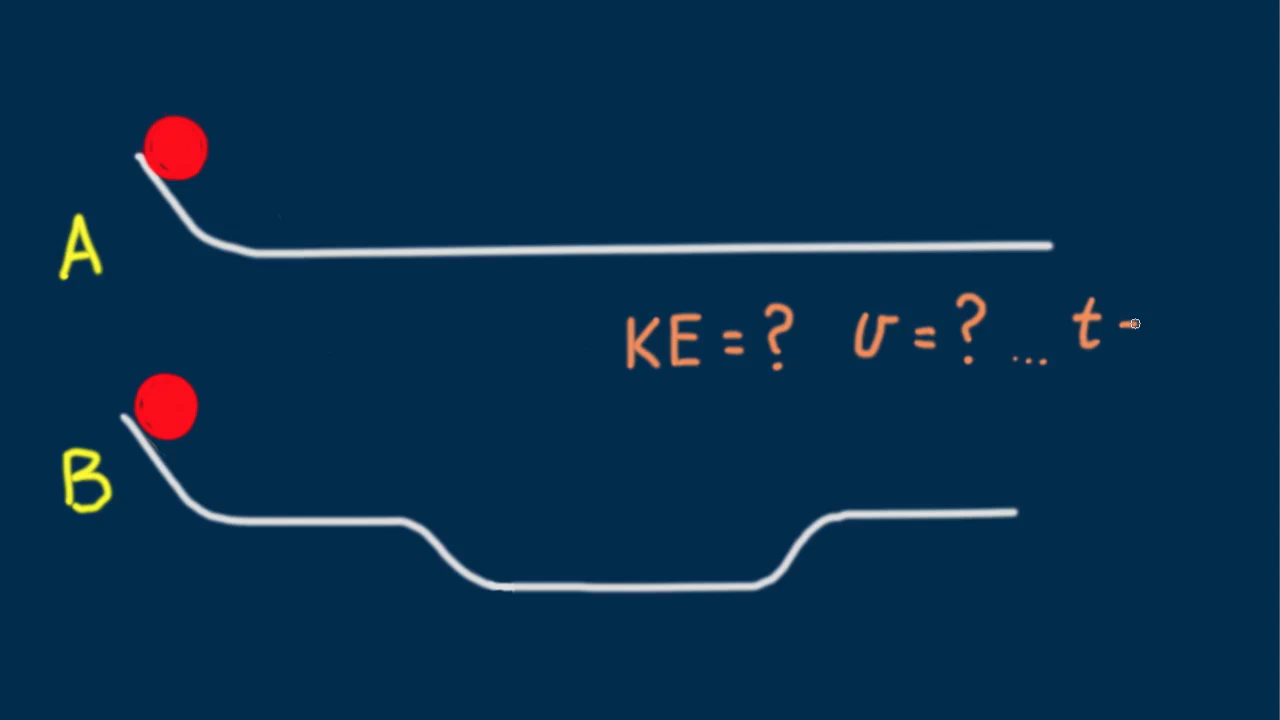 A
KE = ? v = ? ... t -
B